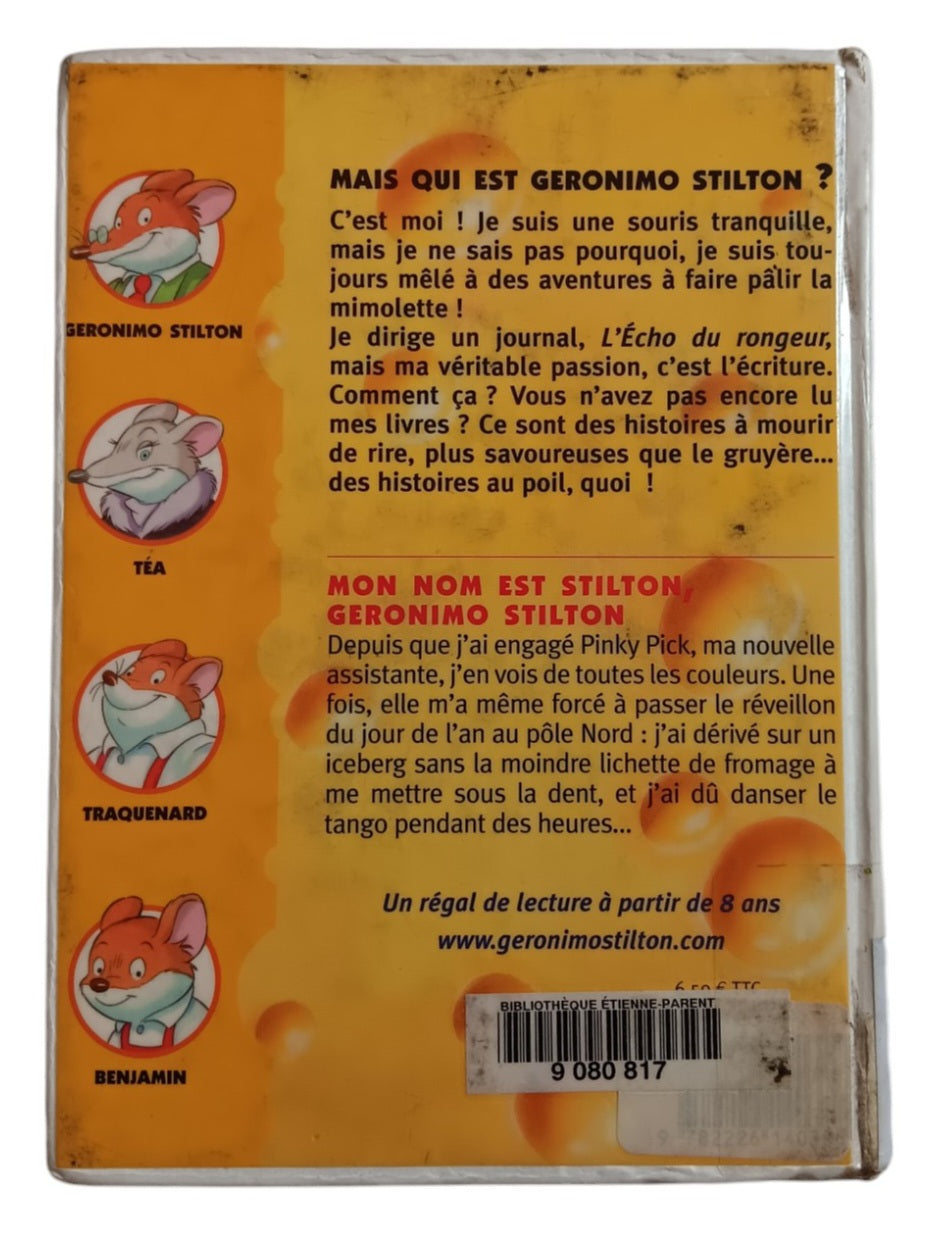 MAIS QUI EST GERONIMO STILTON ?
C'est moi ! Je suis une souris tranquille,
mais je ne sais pas pourquoi, je suis tou-
jours mêlé à des aventures à faire pâlir la
mimolette !
Je dirige un journal, L'Écho du rongeur,
mais ma véritable passion, c'est l'écriture.
Comment ça ? Vous n'avez pas encore lu
mes livres ? Ce sont des histoires à mourir
de rire, plus savoureuses que le gruyère...
des histoires au poil, quoi !
GERONIMO STILTON
TÉA
TRAQUENARD
BENJAMIN
MON NOM EST STILTON,
GERONIMO STILTON
Depuis que j'ai engagé Pinky Pick, ma nouvelle
assistante, j'en vois de toutes les couleurs. Une
fois, elle m'a même forcé à passer le réveillon
du jour de l'an au pôle Nord : j'ai dérivé sur un
iceberg sans la moindre lichette de fromage à
me mettre sous la dent, et j'ai dû danser le
tango pendant des heures...
Un régal de lecture à partir de 8 ans
www.geronimostilton.com
6,50 € TTC
BIBLIOTHÈQUE ÉTIENNE-PARENT
9 080 817